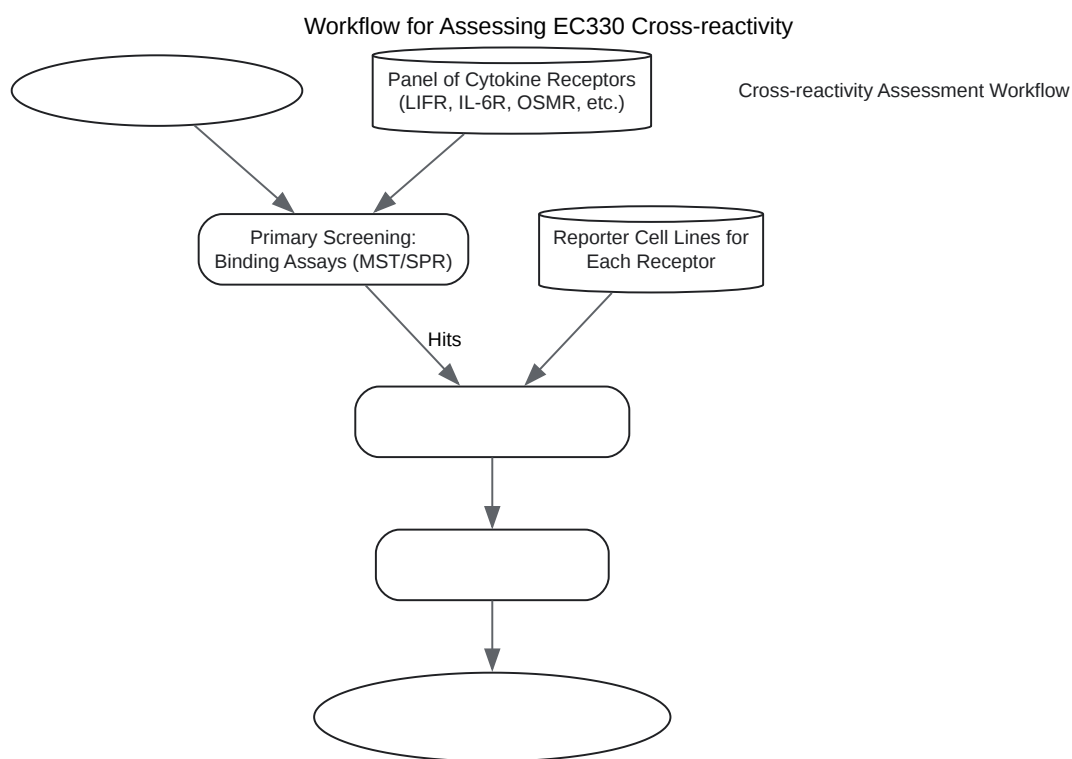 Workflow for Assessing EC330 Cross-reactivity
Panel of Cytokine Receptors
(LIFR, IL-6R, OSMR, etc.)
Cross-reactivity Assessment Workflow
Primary Screening:
Binding Assays (MST/SPR)
Reporter Cell Lines for
Each Receptor
Hits